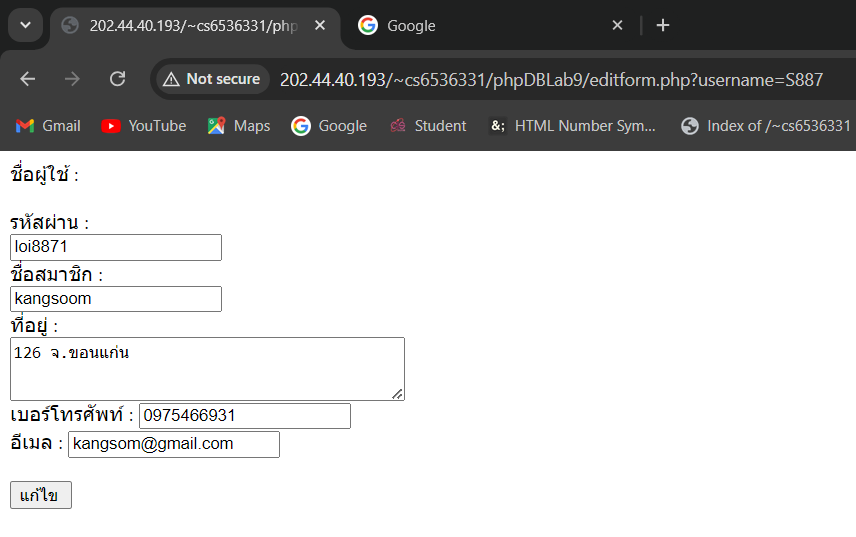 202.44.40.193/~cs6536331/php
Google
Not secure 202.44.40.193/~cs6536331/phpDBLab9/editform.php?username=S887
Gmail YouTube Maps Google Student &; HTML Number Sym... Index of /~cs6536331
ชื่อผู้ใช้ :
รหัสผ่าน :
loi8871
ชื่อสมาชิก :
kangsoom
ที่อยู่ :
126 จ.ขอนแก่น
เบอร์โทรศัพท์ : 0975466931
อีเมล : kangsom@gmail.com
แก้ไข